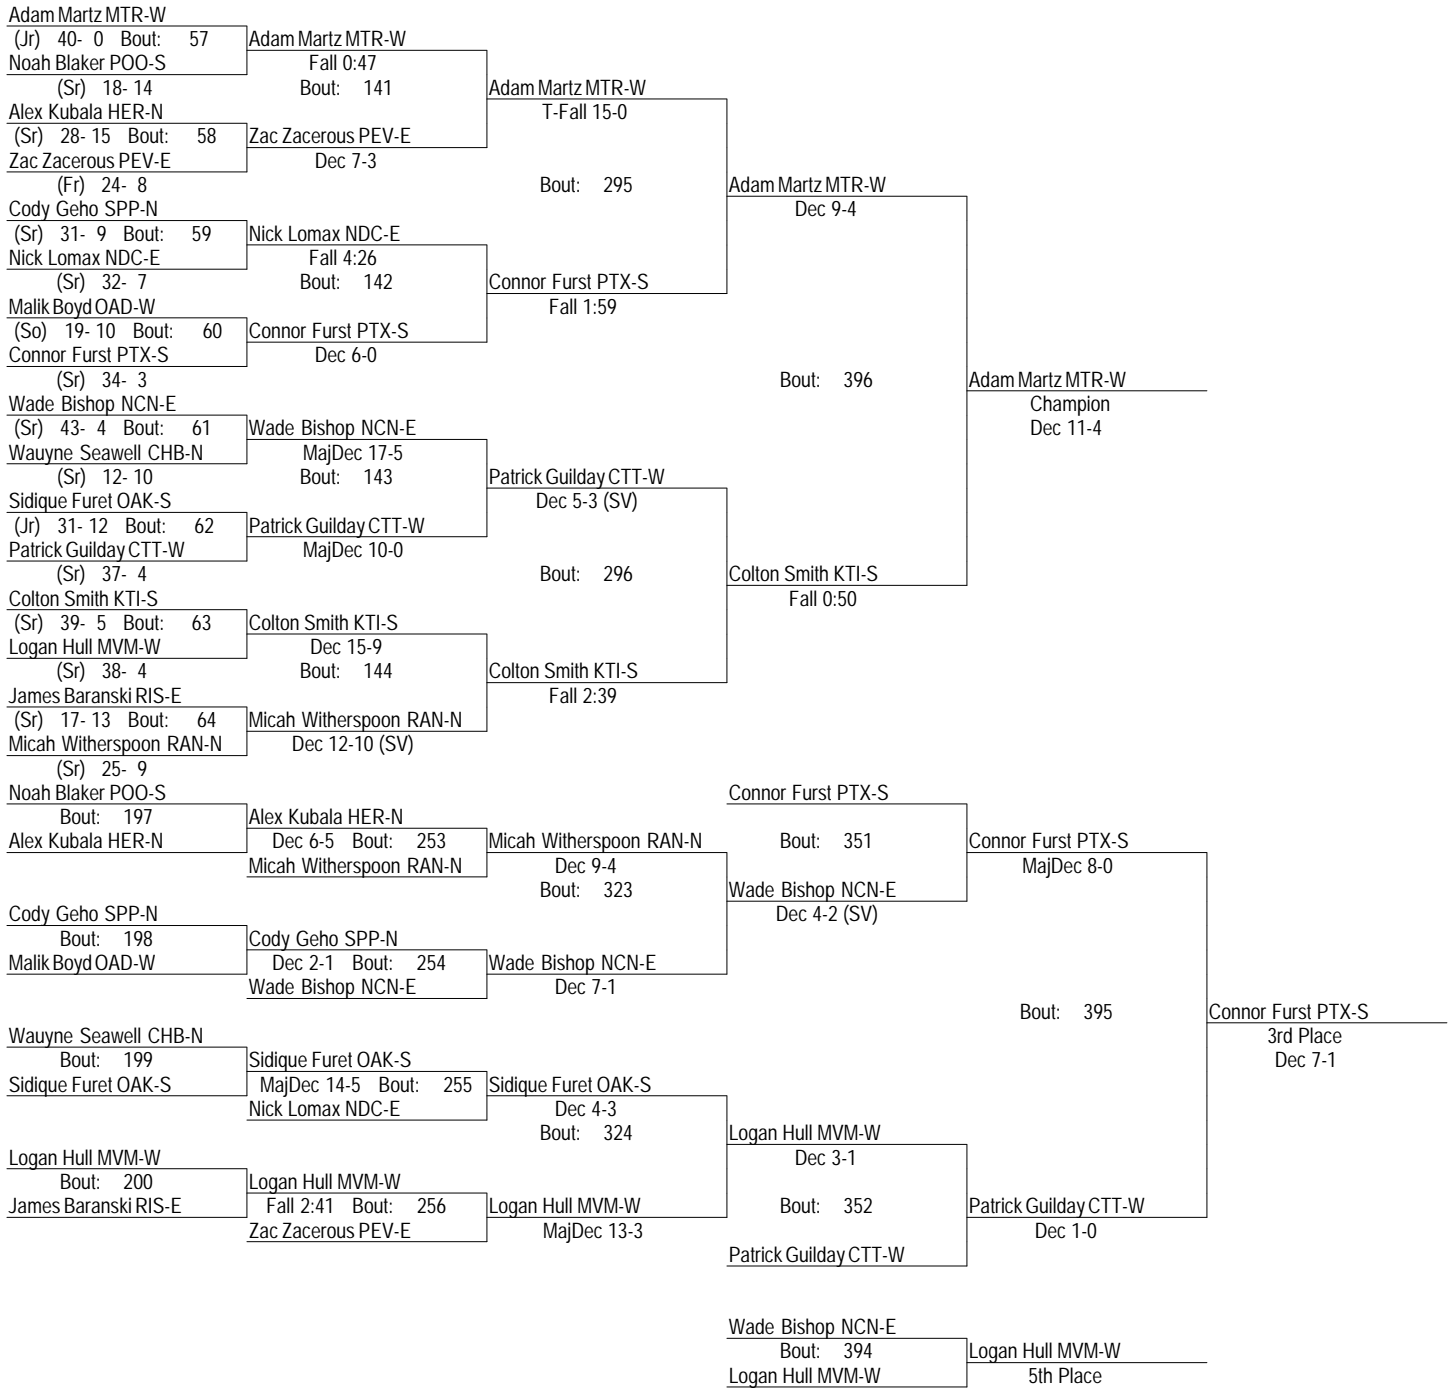 Adam Martz MTR-W
(Jr) 40- 0 Bout: 57 Adam Martz MTR-W
Noah Blaker POO-S Fall 0:47
(Sr) 18- 14 Bout: 141 Adam Martz MTR-W
Alex Kubala HER-N T-Fall 15-0
(Sr) 28- 15 Bout: 58 Zac Zacerous PEV-E
Zac Zacerous PEV-E Dec 7-3
(Fr) 24- 8 Bout: 295 Adam Martz MTR-W
Cody Geho SPP-N Dec 9-4
(Sr) 31- 9 Bout: 59 Nick Lomax NDC-E
Nick Lomax NDC-E Fall 4:26
(Sr) 32- 7 Bout: 142 Connor Furst PTX-S
Malik Boyd OAD-W Fall 1:59
(So) 19- 10 Bout: 60 Connor Furst PTX-S
Connor Furst PTX-S Dec 6-0
(Sr) 34- 3 Bout: 396 Adam Martz MTR-W
Wade Bishop NCN-E Champion
(Sr) 43- 4 Bout: 61 Wade Bishop NCN-E Dec 11-4
Wauyne Seawell CHB-N MajDec 17-5
(Sr) 12- 10 Bout: 143 Patrick Guilday CTT-W
Sidique Furet OAK-S Dec 5-3 (SV)
(Jr) 31- 12 Bout: 62 Patrick Guilday CTT-W
Patrick Guilday CTT-W MajDec 10-0
(Sr) 37- 4 Bout: 296 Colton Smith KTI-S
Colton Smith KTI-S Fall 0:50
(Sr) 39- 5 Bout: 63 Colton Smith KTI-S
Logan Hull MVM-W Dec 15-9
(Sr) 38- 4 Bout: 144 Colton Smith KTI-S
James Baranski RIS-E Fall 2:39
(Sr) 17- 13 Bout: 64 Micah Witherspoon RAN-N
Micah Witherspoon RAN-N Dec 12-10 (SV)
(Sr) 25- 9
Noah Blaker POO-S Connor Furst PTX-S
Bout: 197 Alex Kubala HER-N
Alex Kubala HER-N Dec 6-5 Bout: 253 Micah Witherspoon RAN-N Bout: 351 Connor Furst PTX-S
Micah Witherspoon RAN-N Dec 9-4 MajDec 8-0
Bout: 323 Wade Bishop NCN-E
Cody Geho SPP-N Dec 4-2 (SV)
Bout: 198 Cody Geho SPP-N
Malik Boyd OAD-W Dec 2-1 Bout: 254 Wade Bishop NCN-E
Wade Bishop NCN-E Dec 7-1
Bout: 395 Connor Furst PTX-S
Wauyne Seawell CHB-N 3rd Place
Bout: 199 Sidique Furet OAK-S Dec 7-1
Sidique Furet OAK-S MajDec 14-5 Bout: 255 Sidique Furet OAK-S
Nick Lomax NDC-E Dec 4-3
Bout: 324 Logan Hull MVM-W
Logan Hull MVM-W Dec 3-1
Bout: 200 Logan Hull MVM-W
James Baranski RIS-E Fall 2:41 Bout: 256 Logan Hull MVM-W Bout: 352 Patrick Guilday CTT-W
Zac Zacerous PEV-E MajDec 13-3 Dec 1-0
Patrick Guilday CTT-W
Wade Bishop NCN-E
Bout: 394 Logan Hull MVM-W
Logan Hull MVM-W 5th Place